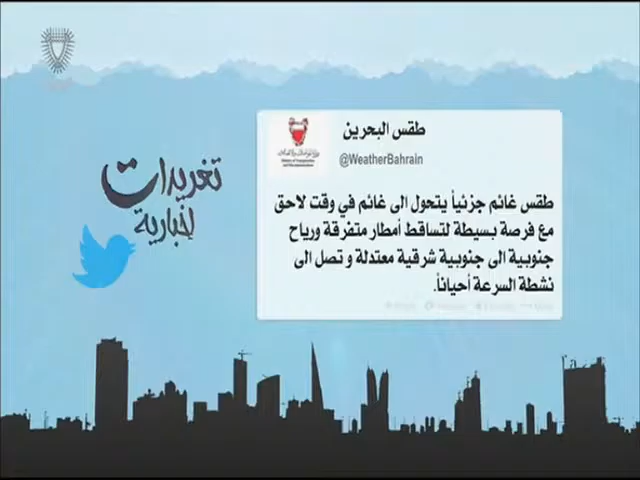 طقس البحرين
@WeatherBahrain
تغريدات
إخبارية
طقس غائم جزئياً يتحول الى غائم في وقت لاحق
مع فرصة بسيطة لتساقط أمطار متفرقة ورياح
جنوبية الى جنوبية شرقية معتدلة و تصل الى
نشطة السرعة أحياناً.